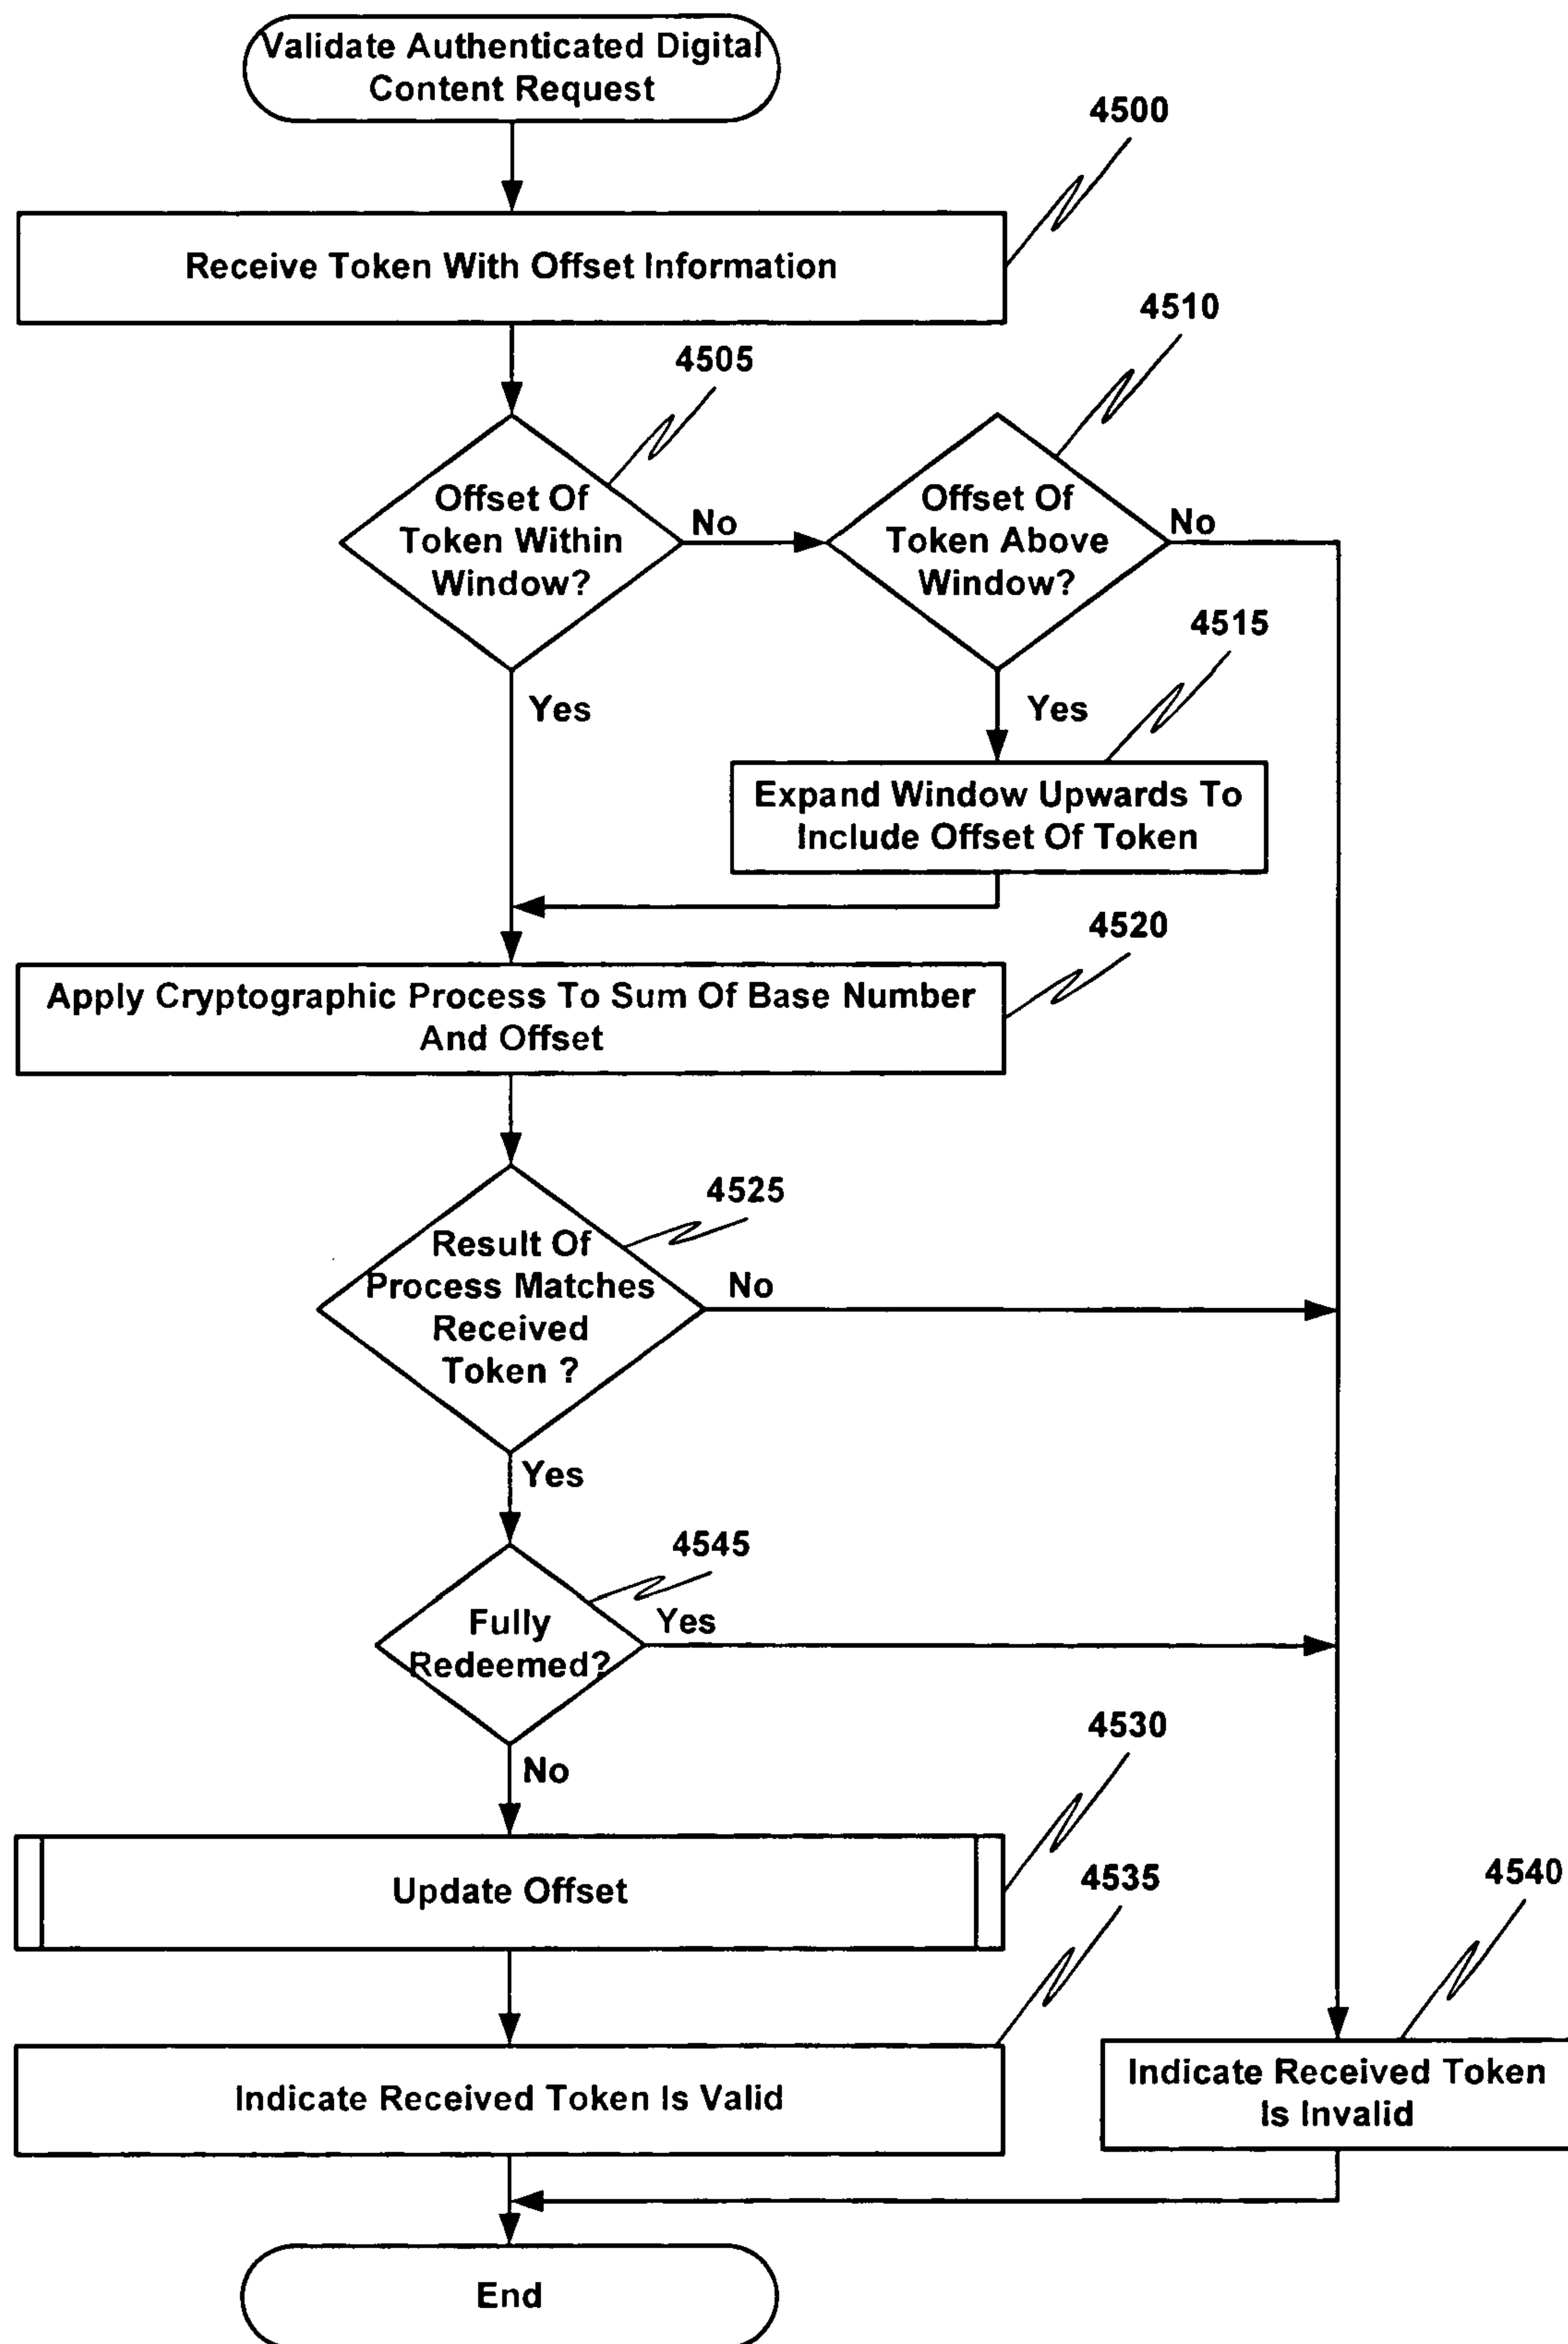 Validate Authenticated Digital
Content Request
4500
Receive Token With Offset Information
4510
4505
Offset Of
Token Within
Window?
No
Offset Of
Token Above
Window?
No
4515
Yes
Yes
Expand Window Upwards To
Include Offset Of Token
4520
Apply Cryptographic Process To Sum Of Base Number
And Offset
4525
Result Of
Process Matches
Received
Token ?
No
Yes
4545
Fully
Redeemed?
Yes
4530
No
Update Offset
4535
4540
Indicate Received Token Is Valid
Indicate Received Token
Is Invalid
End